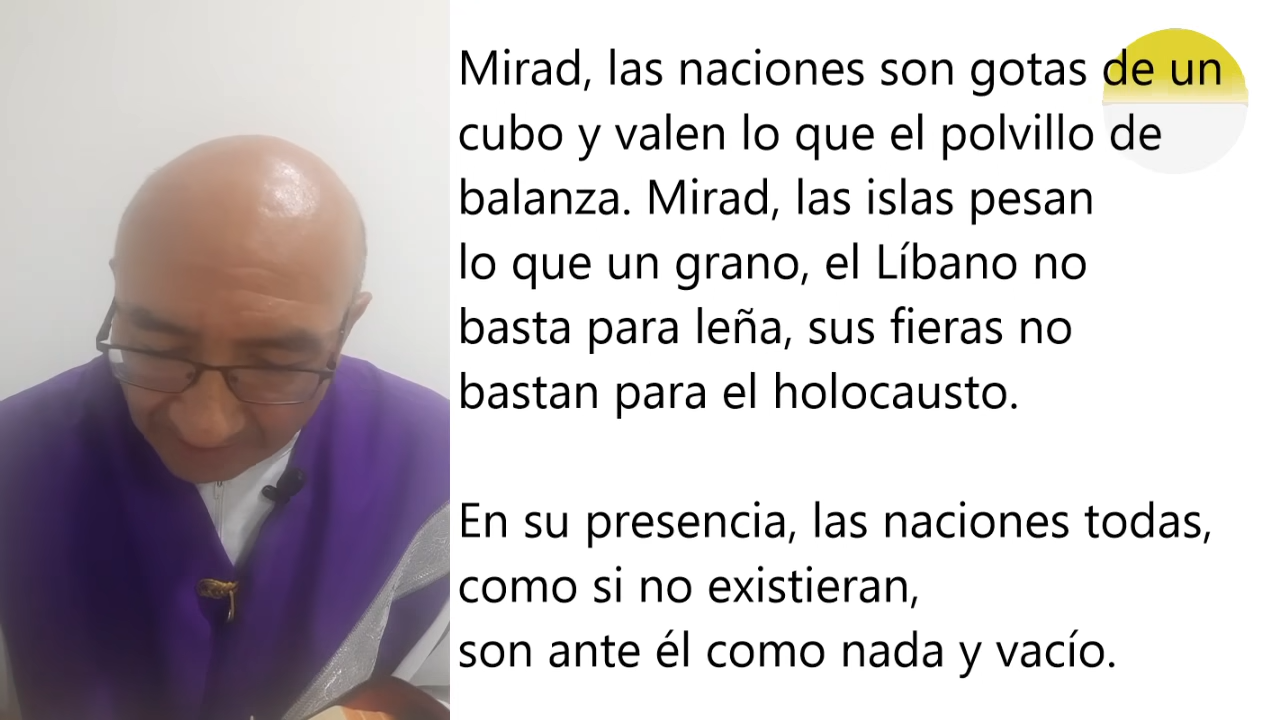 Mirad, las naciones son gotas de un
cubo y valen lo que el polvillo de
balanza. Mirad, las islas pesan
lo que un grano, el Líbano no
basta para leña, sus fieras no
bastan para el holocausto.
En su presencia, las naciones todas,
como si no existieran,
son ante él como nada y vacío.